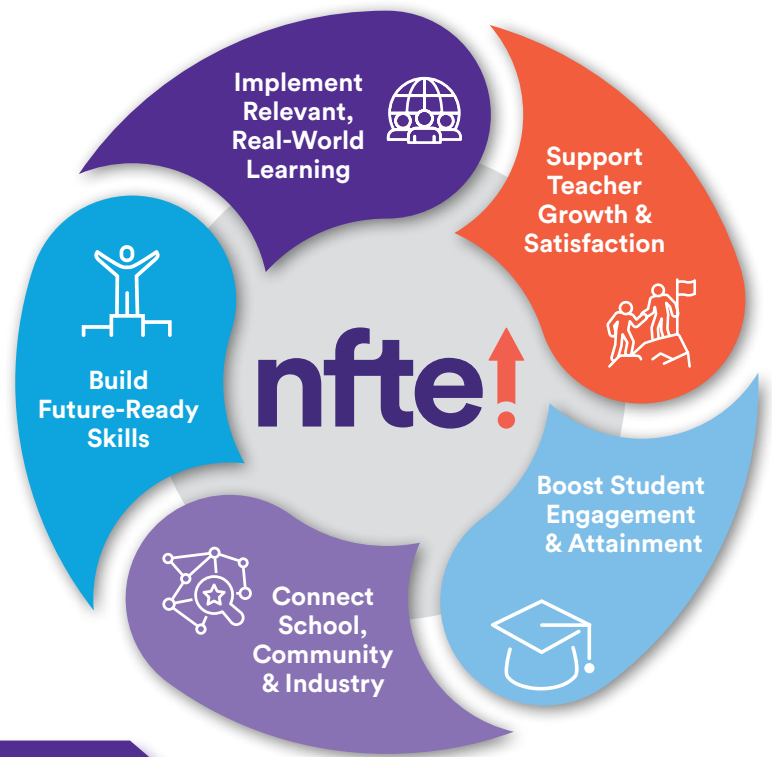 Implement
Relevant,
Real-World
Learning
Support
Teacher
Growth &
Satisfaction
Boost Student
Engagement
& Attainment
Connect
School,
Community
& Industry
Build
Future-Ready
Skills
nfte!